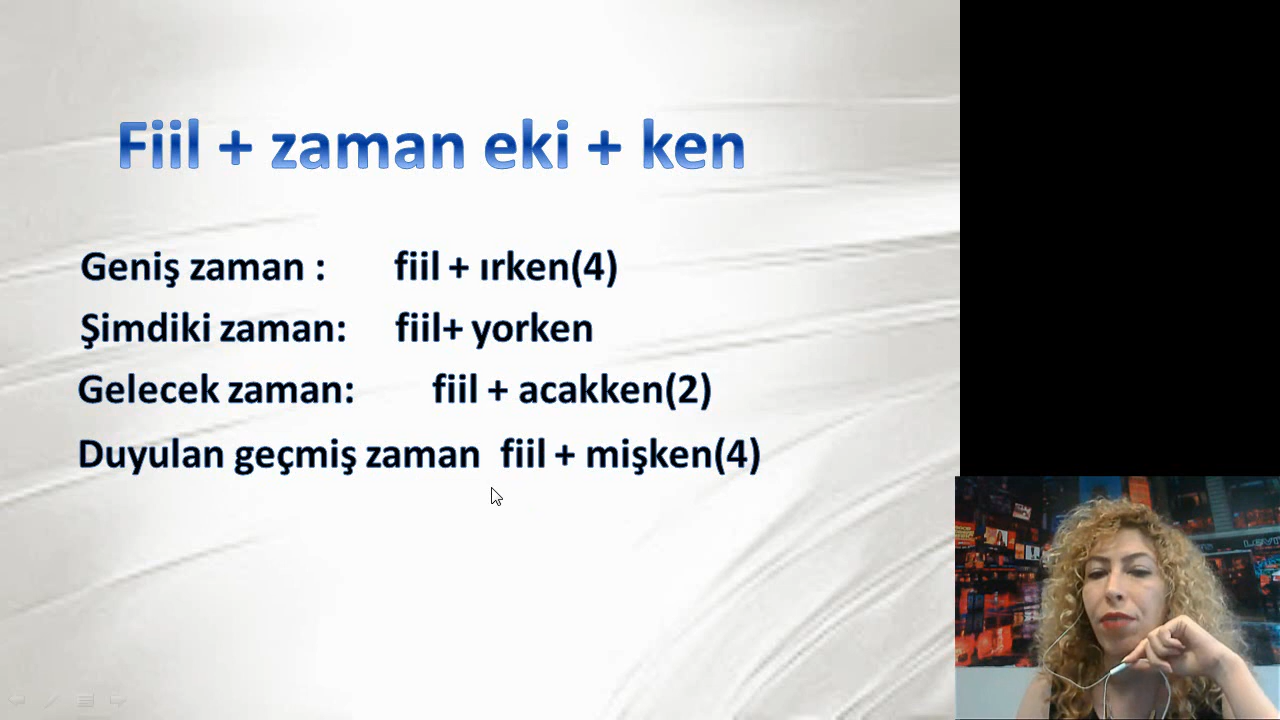 Fiil + zaman eki + ken
Geniş zaman : fiil + ırken(4)
Şimdiki zaman: fiil+ yorken
Gelecek zaman: fiil + acakken(2)
Duyulan geçmiş zaman fiil + mişken(4)